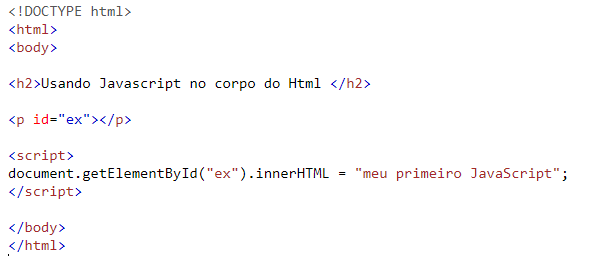 <!DOCTYPE html>
<html>
<body>
<h2>Usando Javascript no corpo do Html </h2>
<p id="ex"></p>
<script>
document.getElementById("ex").innerHTML = "meu primeiro JavaScript";
</script>
</body>
</html>